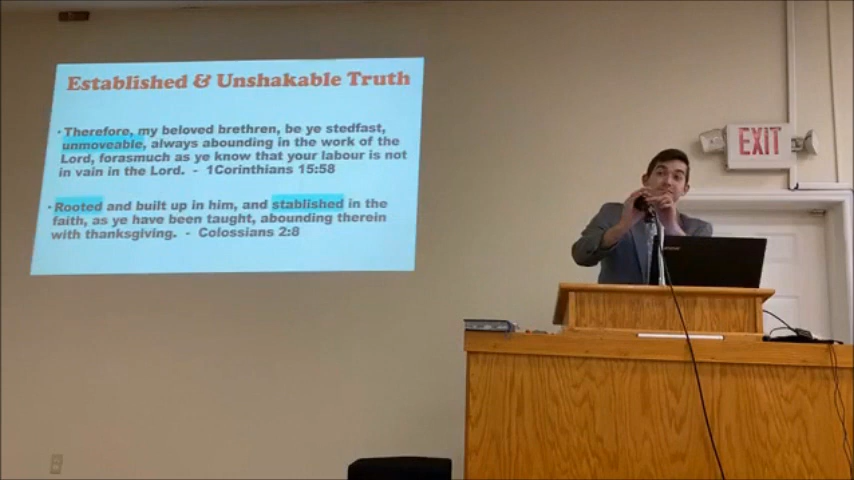 Established & Unshakable Truth
• Therefore, my beloved brethren, be ye stedfast,
unmoveable, always abounding in the work of the
Lord, forasmuch as ye know that your labour is not
in vain in the Lord. - 1Corinthians 15:58
• Rooted and built up in him, and stablished in the
faith, as ye have been taught, abounding therein
with thanksgiving. - Colossians 2:8
EXIT